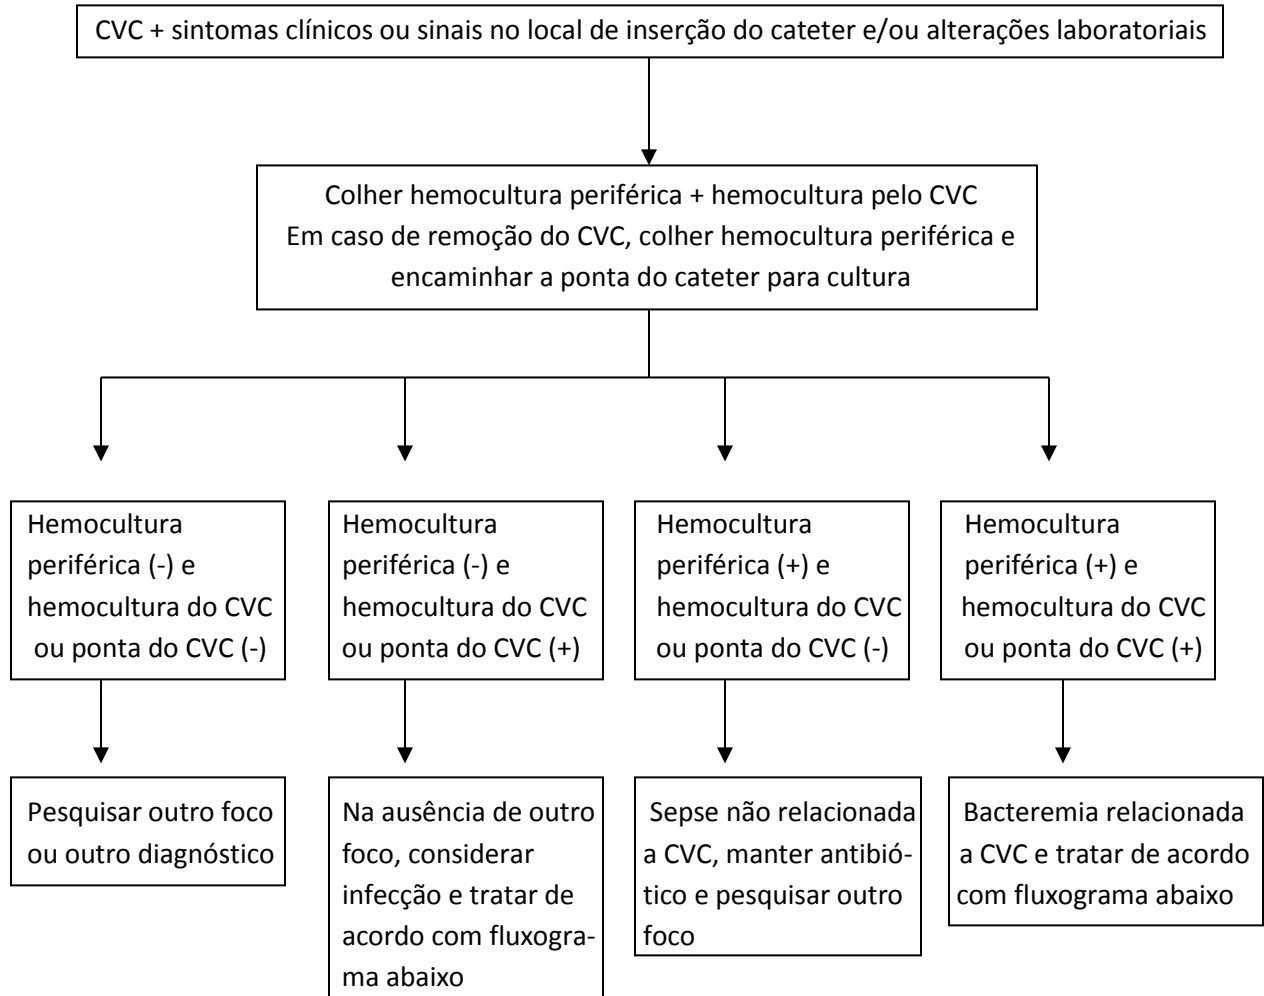 CVC + sintomas clínicos ou sinais no local de inserção do cateter e/ou alterações laboratoriais
Colher hemocultura periférica + hemocultura pelo CVC
Em caso de remoção do CVC, colher hemocultura periférica e
encaminhar a ponta do cateter para cultura
Hemocultura
periférica (-) e
hemocultura do CVC
ou ponta do CVC (-)
Hemocultura
periférica (-) e
hemocultura do CVC
ou ponta do CVC (+)
Hemocultura
periférica (+) e
hemocultura do CVC
ou ponta do CVC (-)
Hemocultura
periférica (+) e
hemocultura do CVC
ou ponta do CVC (+)
Pesquisar outro foco
ou outro diagnóstico
Na ausência de outro
foco, considerar
infecção e tratar de
acordo com fluxogra-
ma abaixo
Sepse não relacionada
a CVC, manter antibió-
tico e pesquisar outro
foco
Bacteremia relacionada
a CVC e tratar de acordo
com fluxograma abaixo